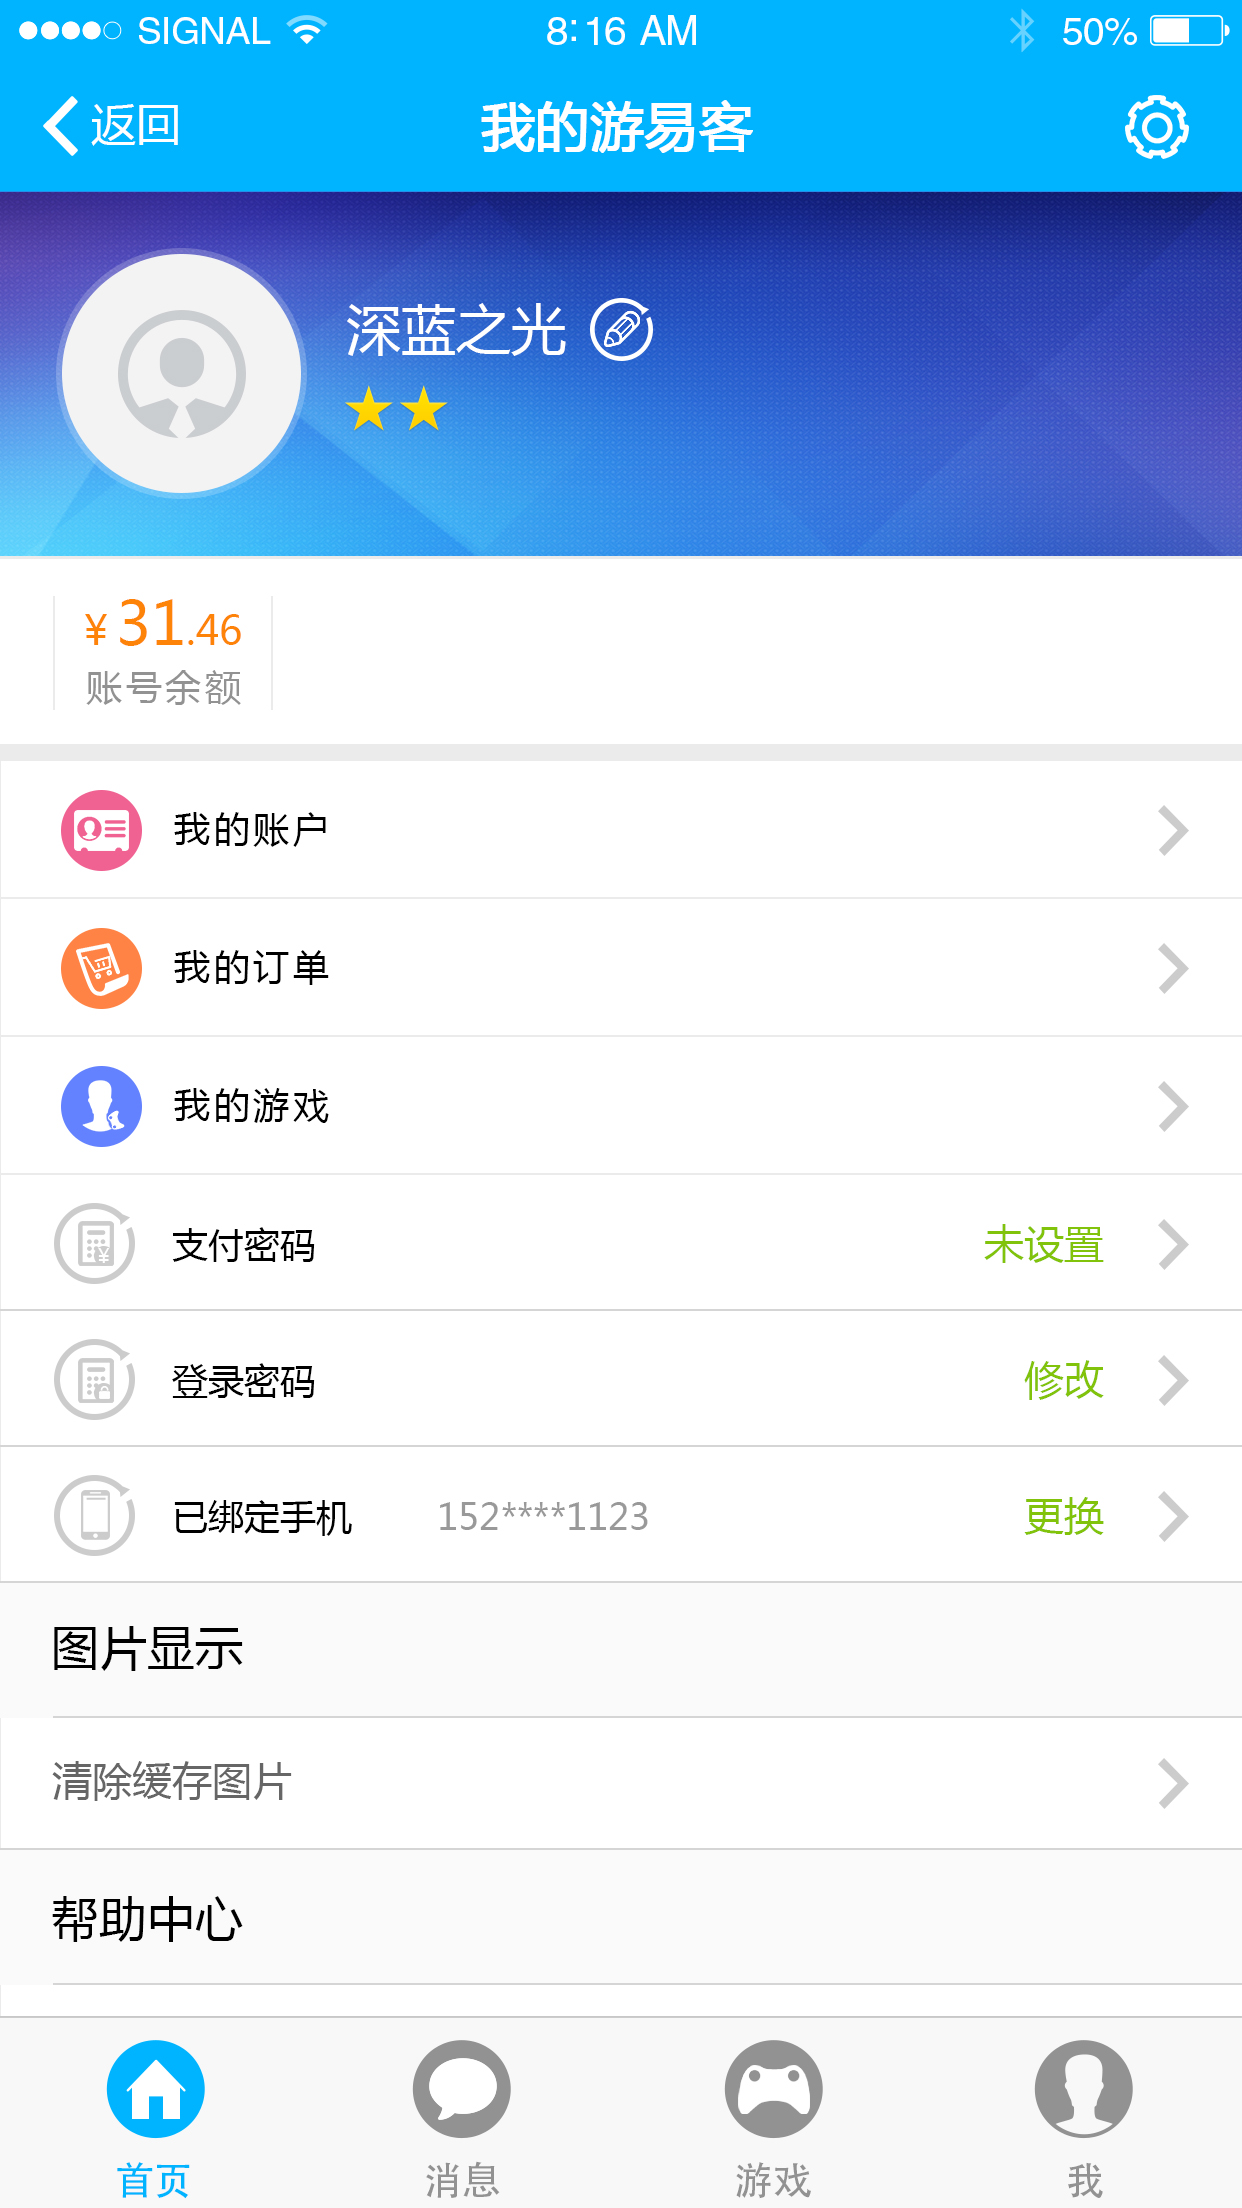 SIGNAL 8:16 AM 50%
返回 我的游易客
深蓝之光
¥31.46
账号余额
我的账户
我的订单
我的游戏
支付密码 未设置
登录密码 修改
已绑定手机 152****1123 更换
图片显示
清除缓存图片
帮助中心
首页 消息 游戏 我